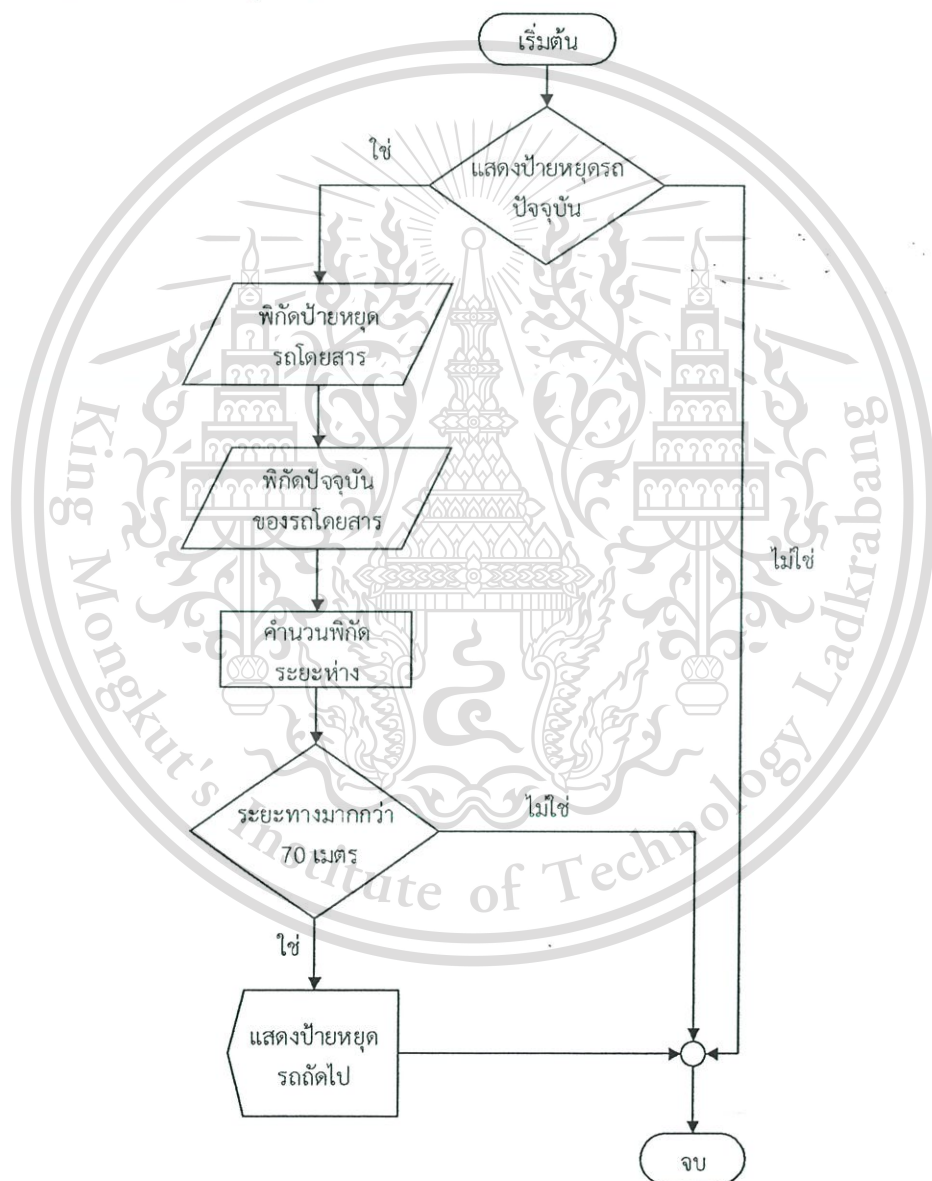 เริ่มต้น
ใช่
แสดงป้ายหยุดรถ
ปัจจุบัน
พิกัดป้ายหยุด
รถโดยสาร
พิกัดปัจจุบัน
ของรถโดยสาร
ไม่ใช่
คำนวนพิกัด
ระยะห่าง
ระยะทางมากกว่า
70 เมตร
ไม่ใช่
ใช่
แสดงป้ายหยุด
รถถัดไป
จบ
King Mongkut's Institute of Technology Ladkrabang